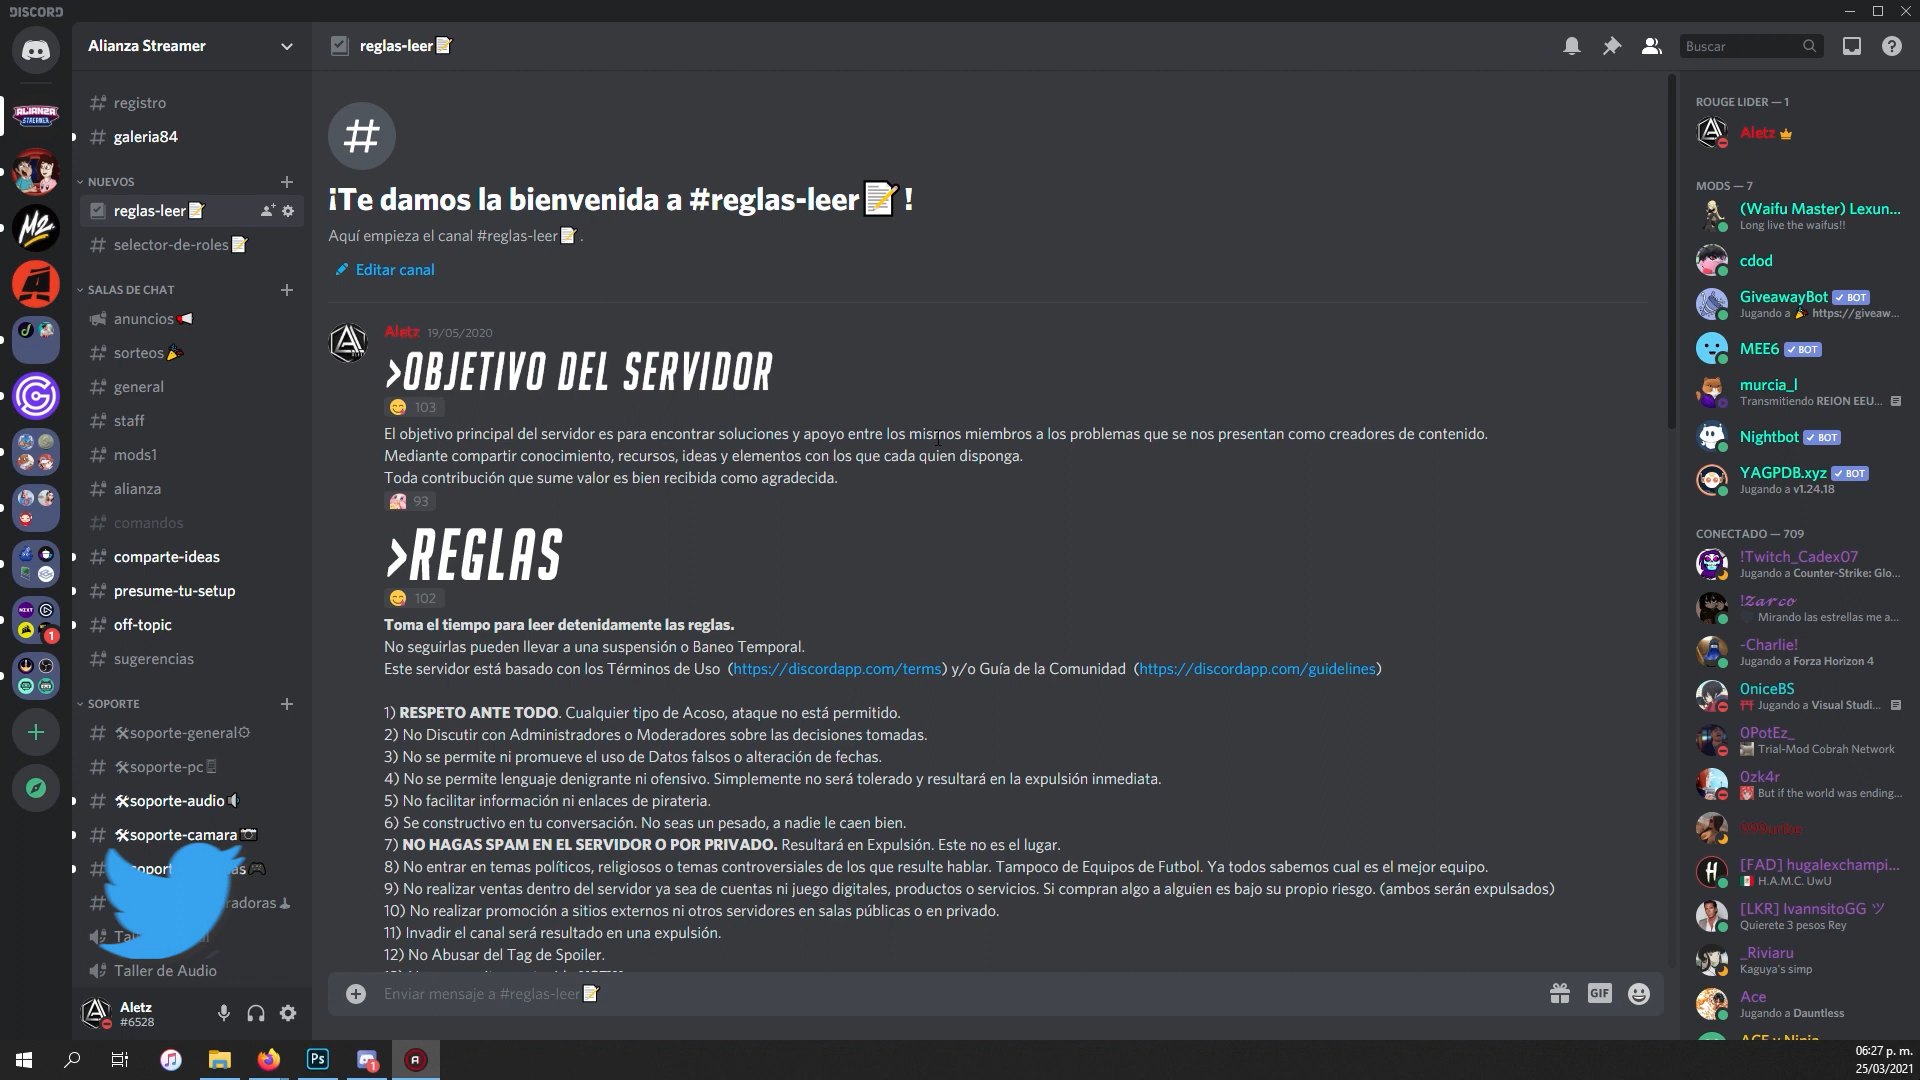 DISCORD
Alianza Streamer
registro
galeria84
NUEVOS
reglas-leer
selector-de-roles
SALAS DE CHAT
anuncios
sorteos
general
staff
mods1
alianza
comandos
comparte-ideas
presume-tu-setup
off-topic
sugerencias
SOPORTE
soporte-general
soporte-pc
soporte-audio
soporte-camara
Taller de Audio
Aletz
#6528
reglas-leer
Buscar
¡Te damos la bienvenida a #reglas-leer📝!
Aquí empieza el canal #reglas-leer📝.
Editar canal
Aletz 19/05/2020
>OBJETIVO DEL SERVIDOR
103
El objetivo principal del servidor es para encontrar soluciones y apoyo entre los mismos miembros a los problemas que se nos presentan como creadores de contenido.
Mediante compartir conocimiento, recursos, ideas y elementos con los que cada quien disponga.
Toda contribución que sume valor es bien recibida como agradecida.
93
>REGLAS
102
Toma el tiempo para leer detenidamente las reglas.
No seguirlas pueden llevar a una suspensión o Baneo Temporal.
Este servidor está basado con los Términos de Uso (https://discordapp.com/terms) y/o Guía de la Comunidad (https://discordapp.com/guidelines)
1) RESPETO ANTE TODO. Cualquier tipo de Acoso, ataque no está permitido.
2) No Discutir con Administradores o Moderadores sobre las decisiones tomadas.
3) No se permite ni promueve el uso de Datos falsos o alteración de fechas.
4) No se permite lenguaje denigrante ni ofensivo. Simplemente no será tolerado y resultará en la expulsión inmediata.
5) No facilitar información ni enlaces de pirateria.
6) Se constructivo en tu conversación. No seas un pesado, a nadie le caen bien.
7) NO HAGAS SPAM EN EL SERVIDOR O POR PRIVADO. Resultará en Expulsión. Este no es el lugar.
8) No entrar en temas políticos, religiosos o temas controversiales de los que resulte hablar. Tampoco de Equipos de Futbol. Ya todos sabemos cual es el mejor equipo.
9) No realizar ventas dentro del servidor ya sea de cuentas ni juego digitales, productos o servicios. Si compran algo a alguien es bajo su propio riesgo. (ambos serán expulsados)
10) No realizar promoción a sitios externos ni otros servidores en salas públicas o en privado.
11) Invadir el canal será resultado en una expulsión.
12) No Abusar del Tag de Spoiler.
Enviar mensaje a #reglas-leer📝
GIF
ROUGE LIDER — 1
Aletz
MODS — 7
(Waifu Master) Lexun...
Long live the waifus!!
cdod
GiveawayBot BOT
Jugando a 🎉 https://giveaw...
MEE6 BOT
murcia_l
Transmitiendo REION EEU...
Nightbot BOT
YAGPDB.xyz BOT
Jugando a v1.24.18
CONECTADO — 709
!Twitch_Cadex07
Jugando a Counter-Strike: Glo...
!Zarco
Mirando las estrellas me a...
-Charlie!
Jugando a Forza Horizon 4
0niceBS
Jugando a Visual Studi...
0PotEz_
Trial-Mod Cobrah Network
0zk4r
But if the world was ending...
[FAD] hugalexchampi...
H.A.M.C. UwU
[LKR] IvannsitoGG ツ
Quierete 3 pesos Rey
_Riviaru
Kaguya's simp
Ace
Jugando a Dauntless
Ps
06:27 p. m.
25/03/2021